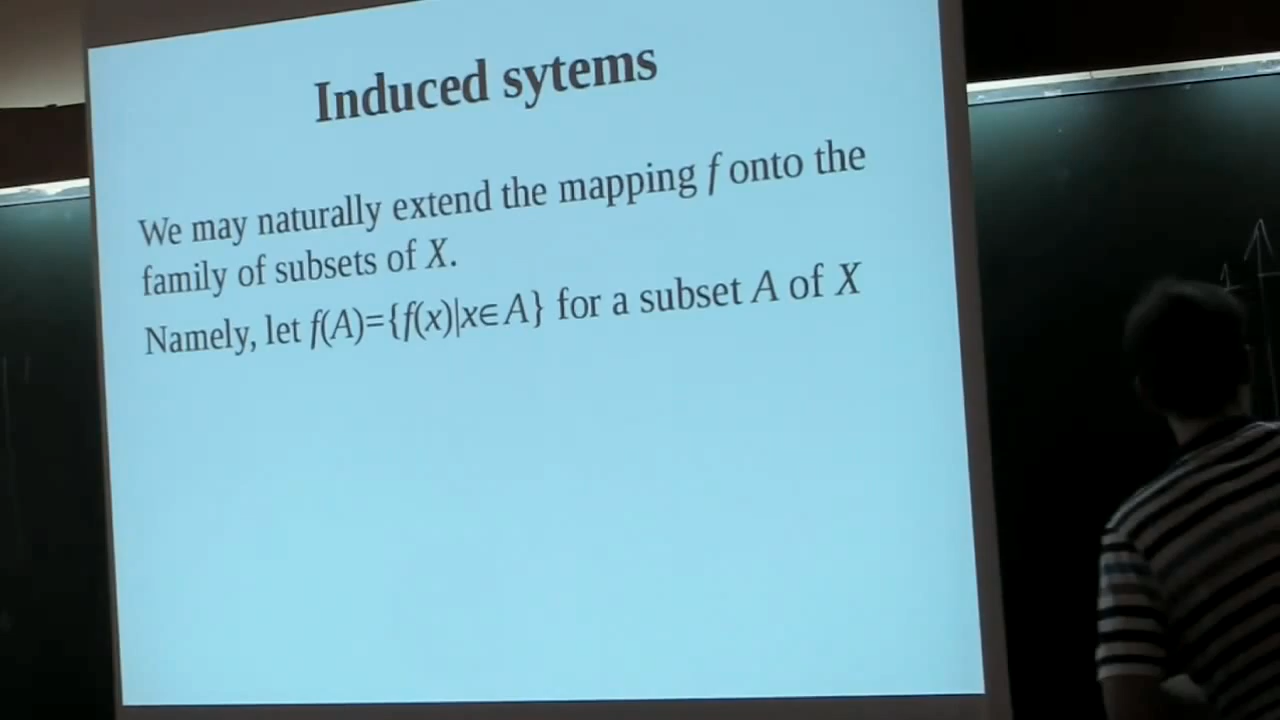 Induced sytems
We may naturally extend the mapping f onto the
family of subsets of X.
Namely, let f(A)={f(x)|x∈A} for a subset A of X